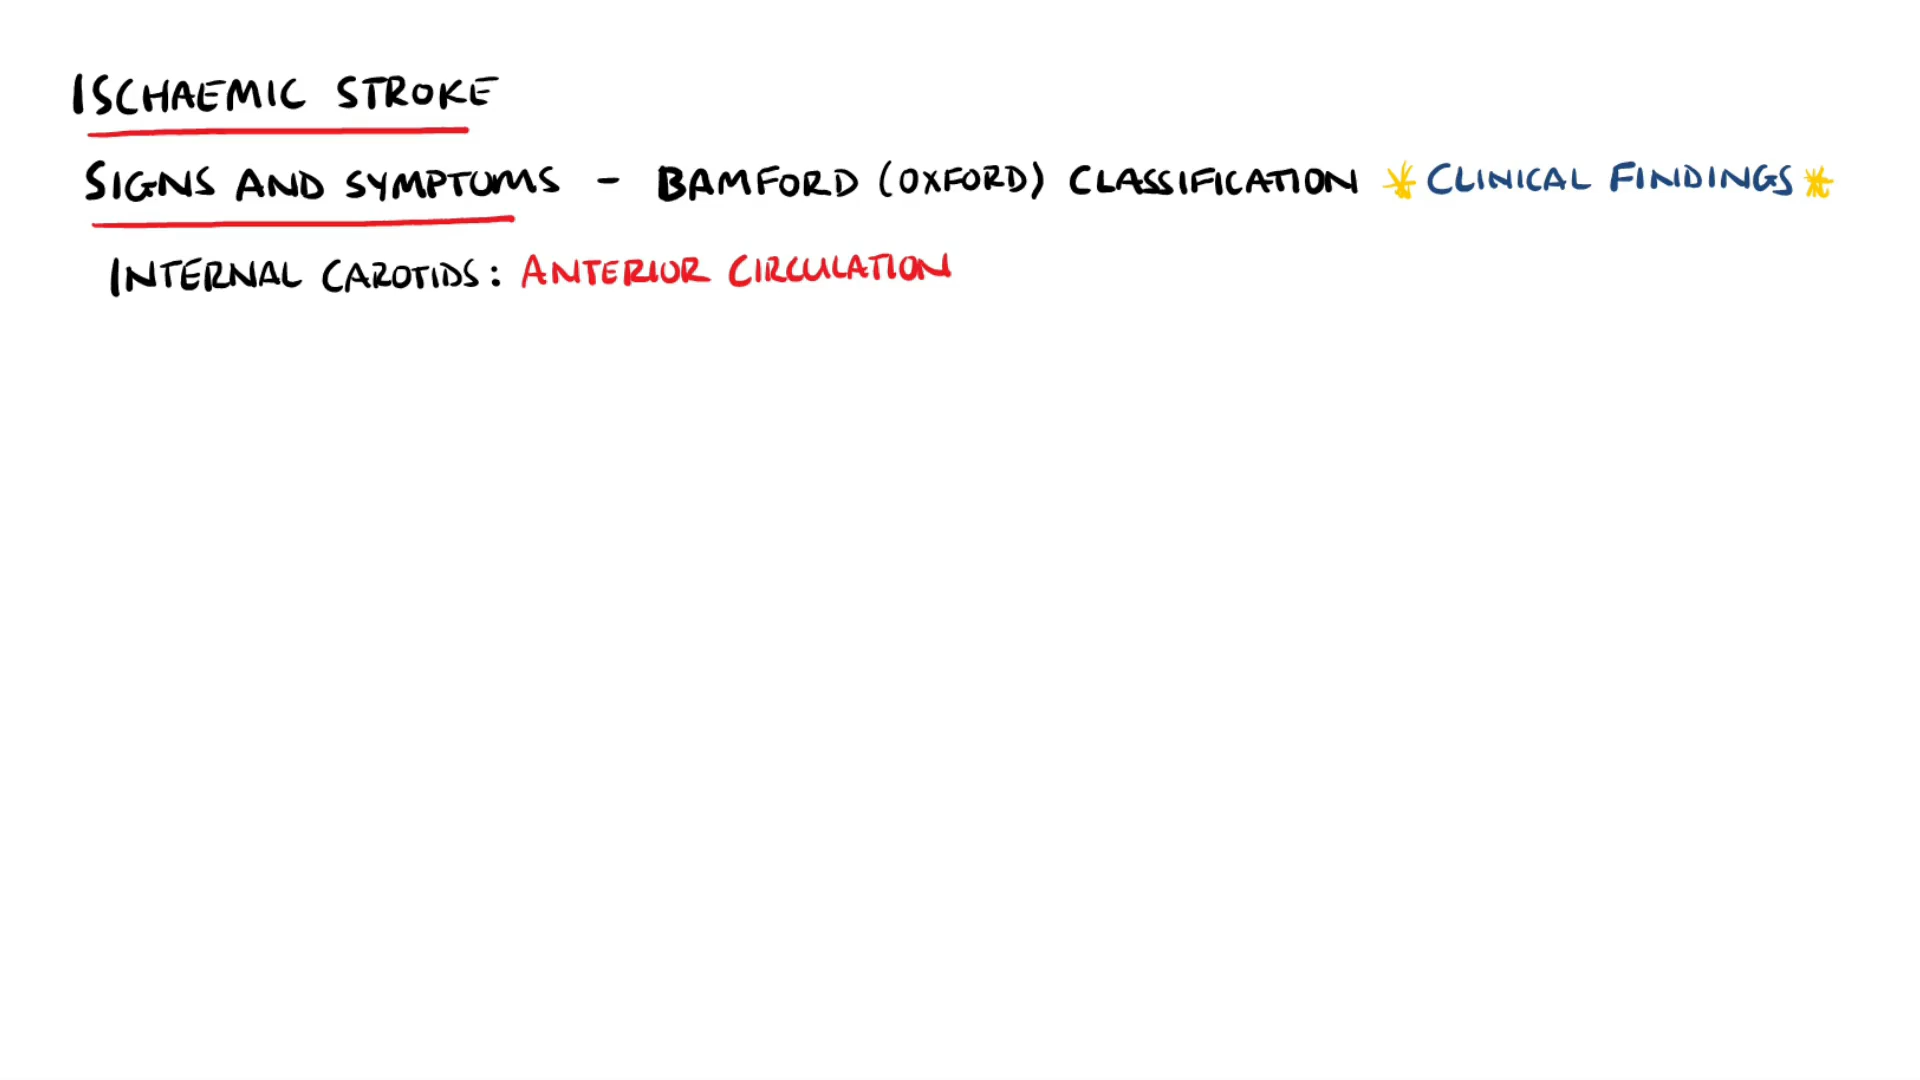 ISCHAEMIC STROKE
SIGNS AND SYMPTOMS - BAMFORD (OXFORD) CLASSIFICATION * CLINICAL FINDINGS *
INTERNAL CAROTIDS: ANTERIOR CIRCULATION